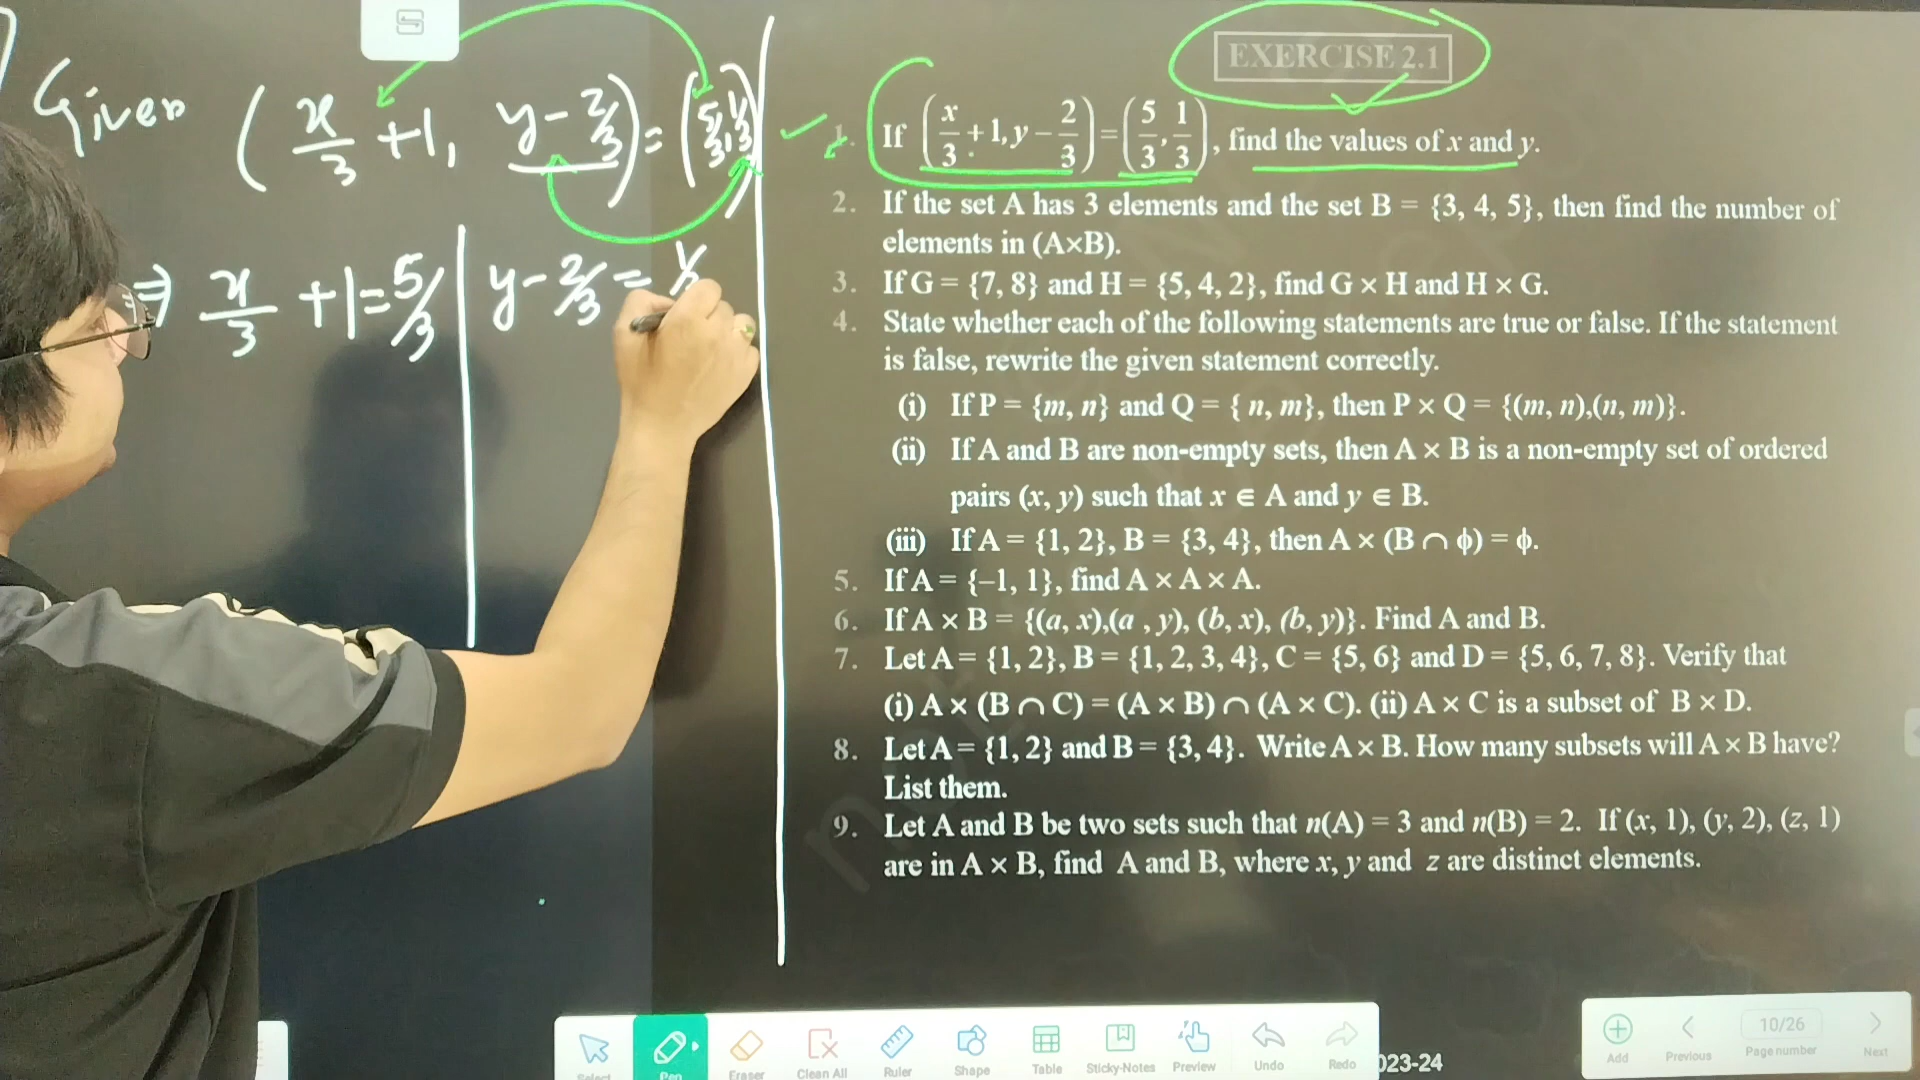 Given ( x/3 + 1, y - 2/3 ) = ( 5/3, 1/3 )
⇒ x/3 + 1 = 5/3 | y - 2/3 = 1/3
EXERCISE 2.1
1. If (x/3 + 1, y − 2/3) = (5/3, 1/3), find the values of x and y.
2. If the set A has 3 elements and the set B = {3, 4, 5}, then find the number of
elements in (A×B).
3. If G = {7, 8} and H = {5, 4, 2}, find G × H and H × G.
4. State whether each of the following statements are true or false. If the statement
is false, rewrite the given statement correctly.
(i) If P = {m, n} and Q = { n, m}, then P × Q = {(m, n),(n, m)}.
(ii) If A and B are non-empty sets, then A × B is a non-empty set of ordered
pairs (x, y) such that x ∈ A and y ∈ B.
(iii) If A = {1, 2}, B = {3, 4}, then A × (B ∩ ϕ) = ϕ.
5. If A = {–1, 1}, find A × A × A.
6. If A × B = {(a, x),(a , y), (b, x), (b, y)}. Find A and B.
7. Let A = {1, 2}, B = {1, 2, 3, 4}, C = {5, 6} and D = {5, 6, 7, 8}. Verify that
(i) A × (B ∩ C) = (A × B) ∩ (A × C). (ii) A × C is a subset of B × D.
8. Let A = {1, 2} and B = {3, 4}. Write A × B. How many subsets will A × B have?
List them.
9. Let A and B be two sets such that n(A) = 3 and n(B) = 2. If (x, 1), (y, 2), (z, 1)
are in A × B, find A and B, where x, y and z are distinct elements.
Select Pen Eraser Clean All Ruler Shape Table Sticky-Notes Preview Undo Redo
023-24
Add Previous 10/26 Page number Next